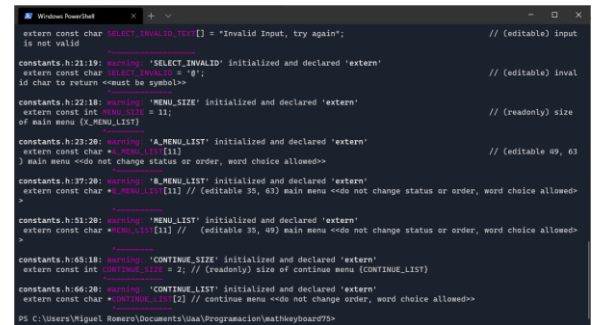 Windows PowerShell
extern const char SELECT_INVALID_TEXT[] = "Invalid Input, try again"; // (editable) input
is not valid
constants.h:21:19: warning: 'SELECT_INVALID' initialized and declared 'extern'
extern const char SELECT_INVALID = '@'; // (editable) inval
id char to return <<must be symbol>>
constants.h:22:18: warning: 'MENU_SIZE' initialized and declared 'extern'
extern const int MENU_SIZE = 11; // (readonly) size
of main menu {X_MENU_LIST}
constants.h:23:20: warning: 'A_MENU_LIST' initialized and declared 'extern'
extern const char *A_MENU_LIST[11] // (editable 49, 63
) main menu <<do not change status or order, word choice allowed>>
constants.h:37:20: warning: 'B_MENU_LIST' initialized and declared 'extern'
extern const char *B_MENU_LIST[11] // (editable 35, 63) main menu <<do not change status or order, word choice allowed>
>
constants.h:51:20: warning: 'MENU_LIST' initialized and declared 'extern'
extern const char *MENU_LIST[11] // (editable 35, 49) main menu <<do not change status or order, word choice allowed>
>
constants.h:65:18: warning: 'CONTINUE_SIZE' initialized and declared 'extern'
extern const int CONTINUE_SIZE = 2; // (readonly) size of continue menu {CONTINUE_LIST}
constants.h:66:20: warning: 'CONTINUE_LIST' initialized and declared 'extern'
extern const char *CONTINUE_LIST[2] // continue menu <<do not change order, word choice allowed>>
PS C:\Users\Miguel Romero\Documents\Uaa\Programacion\mathkeyboard75>